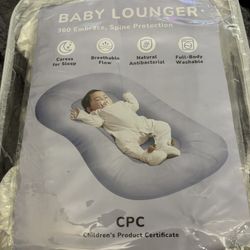 BABY LOUNGER
360 Embrace, Spine Protection
Caress
for Sleep
Breathable
Flow
Natural
Antibacterial
Full-Body
Washable
CPC
Children's Product Certificate